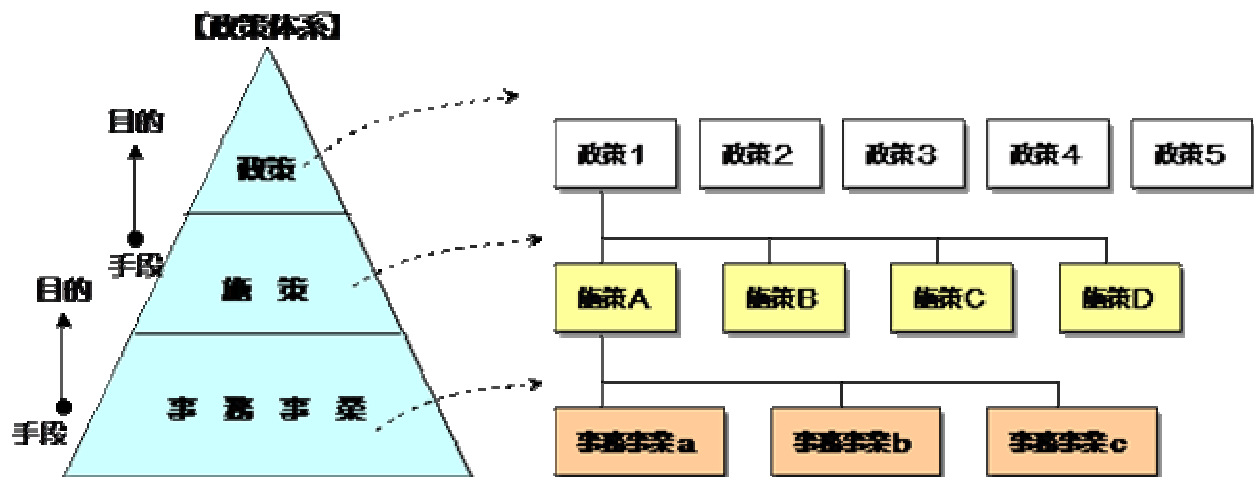 【政策体系】
目的
政策
手段
目的
施 策
事 務 事 業
手段
政策1
政策2
政策3
政策4
政策5
施策A
施策B
施策C
施策D
事務事業a
事務事業b
事務事業c